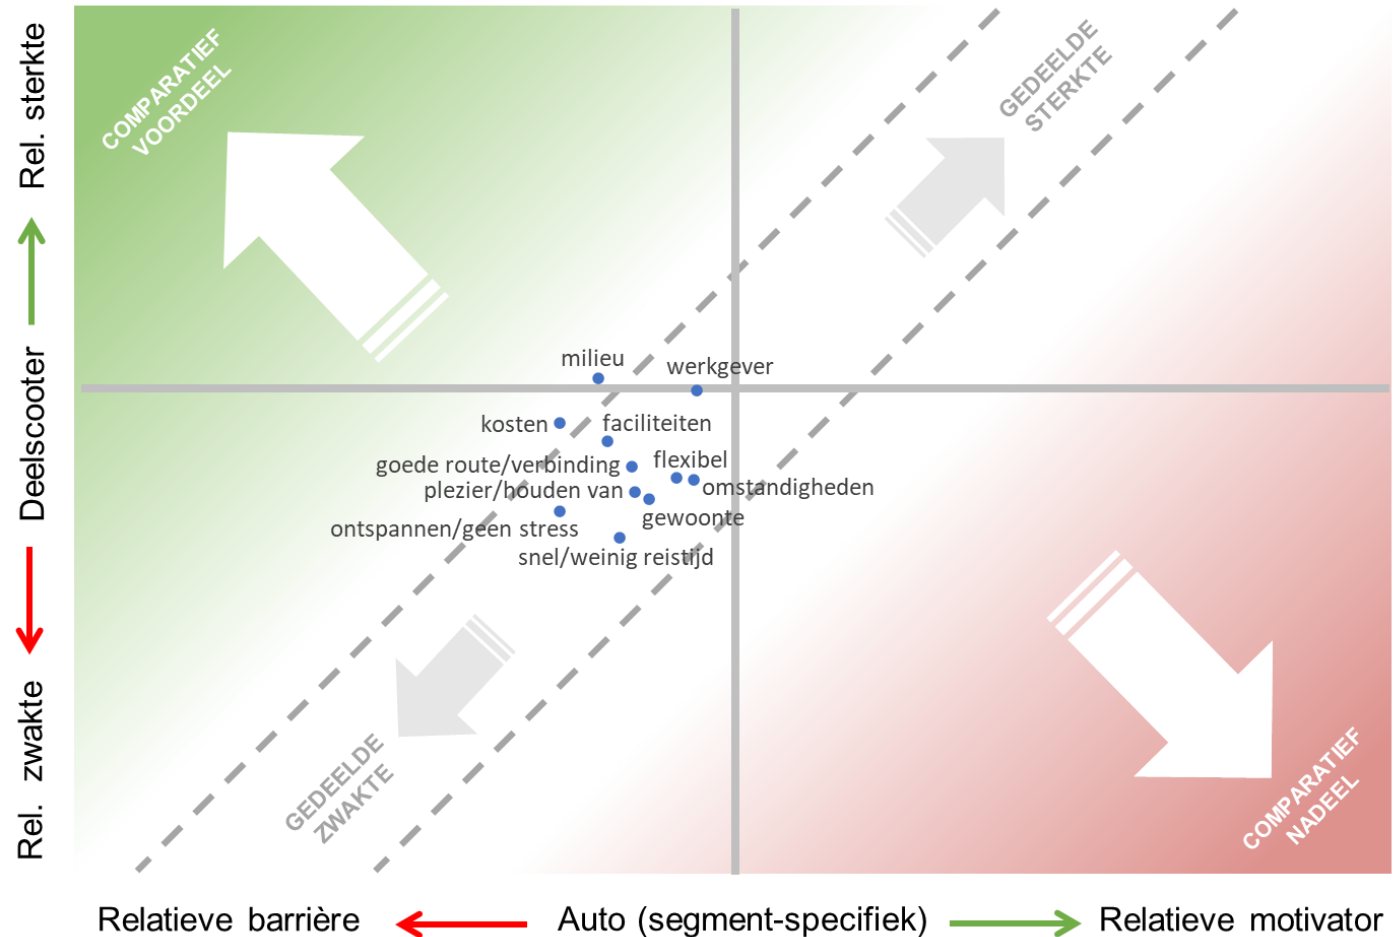 COMPARATIEF
VOORDEEL
GEDEELDE
STERKTE
Rel. sterkte
Deelscooter
Rel. zwakte
milieu
werkgever
kosten
faciliteiten
goede route/verbinding
flexibel
plezier/houden van
omstandigheden
gewoonte
ontspannen/geen stress
snel/weinig reistijd
GEDEELDE
ZWAKTE
COMPARATIEF
NADEEL
Relatieve barrière
Auto (segment-specifiek)
Relatieve motivator